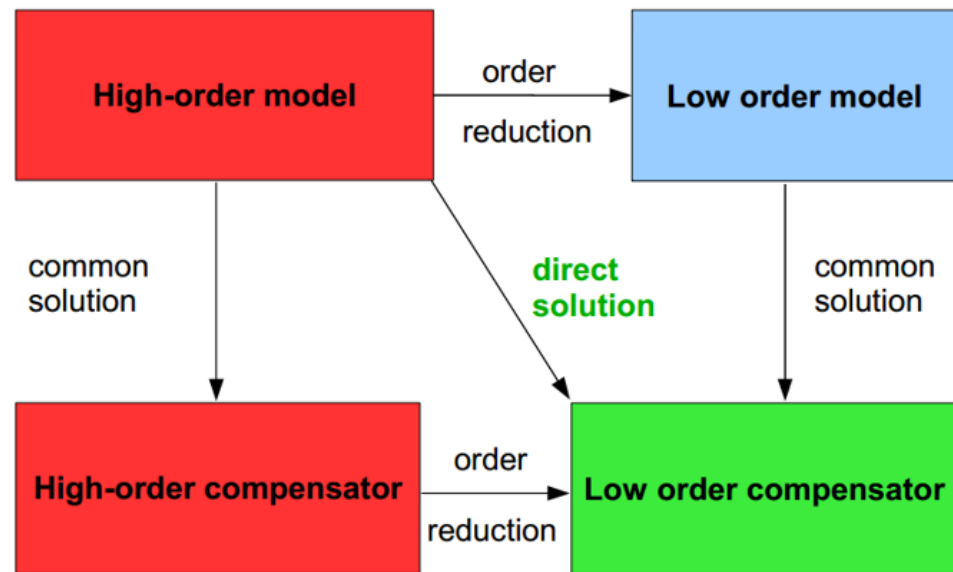 High-order model
order
reduction
Low order model
common
solution
direct
solution
common
solution
High-order compensator
order
reduction
Low order compensator